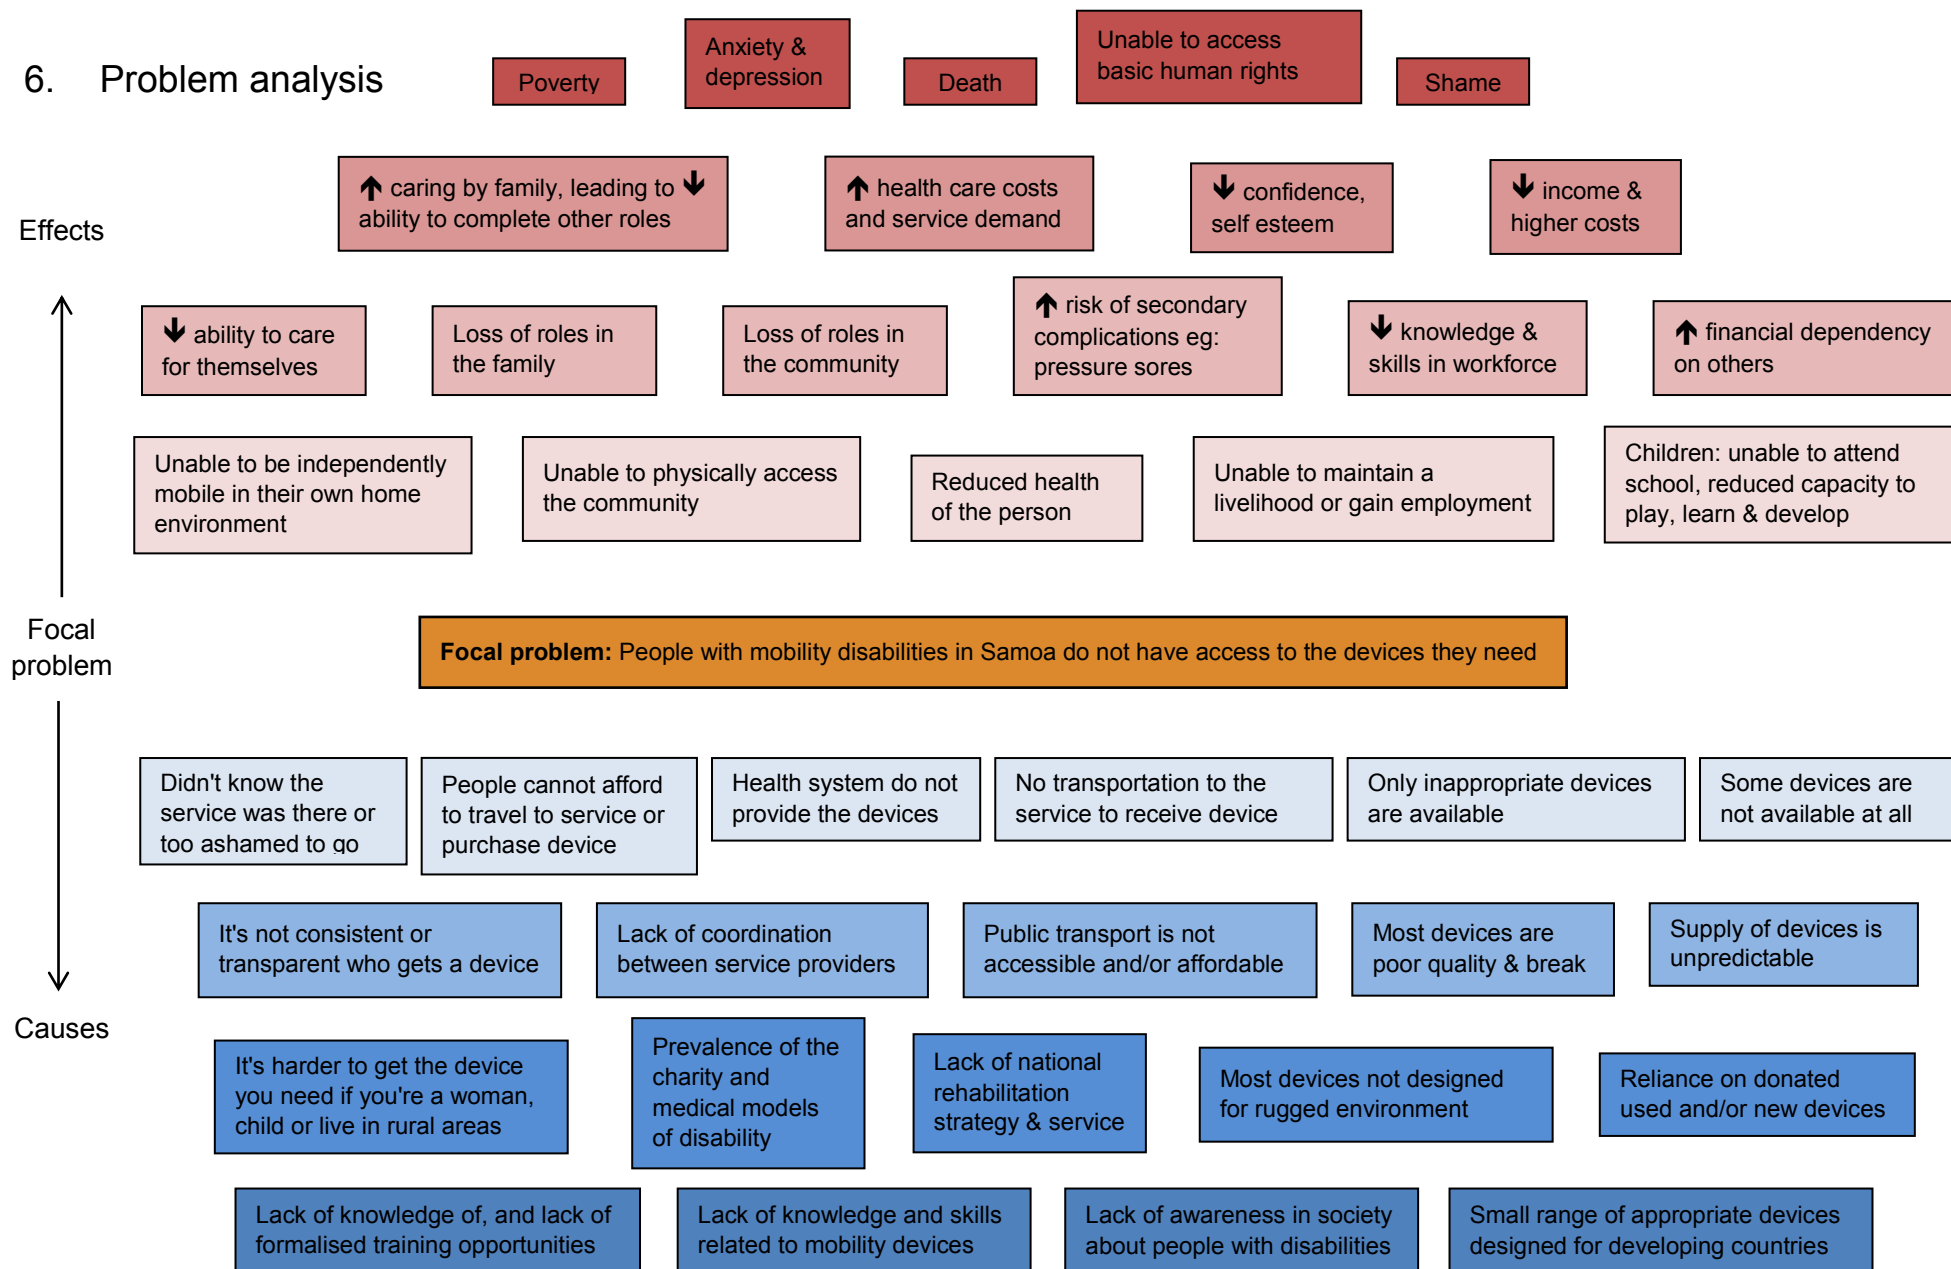 6. Problem analysis
Poverty
Anxiety &
depression
Death
Unable to access
basic human rights
Shame
Effects
↑ caring by family, leading to ↓
ability to complete other roles
↑ health care costs
and service demand
↓ confidence,
self esteem
↓ income &
higher costs
↓ ability to care
for themselves
Loss of roles in
the family
Loss of roles in
the community
↑ risk of secondary
complications eg:
pressure sores
↓ knowledge &
skills in workforce
↑ financial dependency
on others
Unable to be independently
mobile in their own home
environment
Unable to physically access
the community
Reduced health
of the person
Unable to maintain a
livelihood or gain employment
Children: unable to attend
school, reduced capacity to
play, learn & develop
Focal
problem
Focal problem: People with mobility disabilities in Samoa do not have access to the devices they need
Didn't know the
service was there or
too ashamed to go
People cannot afford
to travel to service or
purchase device
Health system do not
provide the devices
No transportation to the
service to receive device
Only inappropriate devices
are available
Some devices are
not available at all
It's not consistent or
transparent who gets a device
Lack of coordination
between service providers
Public transport is not
accessible and/or affordable
Most devices are
poor quality & break
Supply of devices is
unpredictable
Causes
It's harder to get the device
you need if you're a woman,
child or live in rural areas
Prevalence of the
charity and
medical models
of disability
Lack of national
rehabilitation
strategy & service
Most devices not designed
for rugged environment
Reliance on donated
used and/or new devices
Lack of knowledge of, and lack of
formalised training opportunities
Lack of knowledge and skills
related to mobility devices
Lack of awareness in society
about people with disabilities
Small range of appropriate devices
designed for developing countries